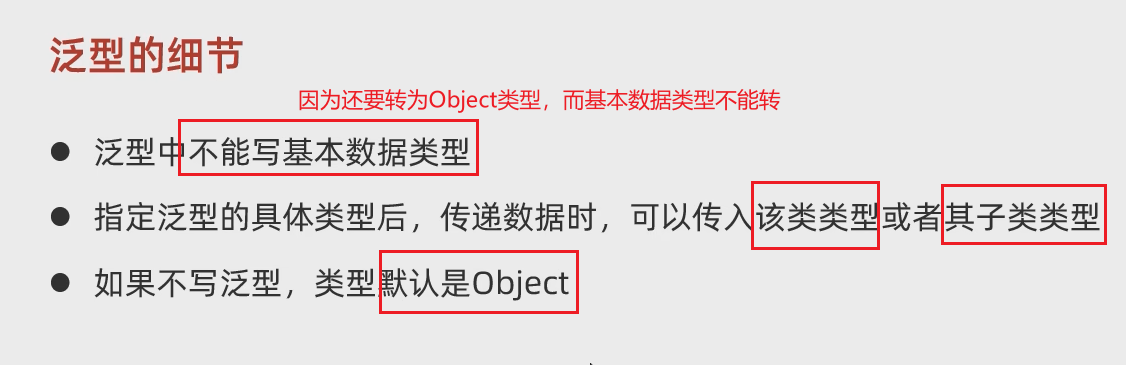 泛型的细节
因为还要转为Object类型，而基本数据类型不能转
● 泛型中不能写基本数据类型
● 指定泛型的具体类型后，传递数据时，可以传入该类类型或者其子类类型
● 如果不写泛型，类型默认是Object